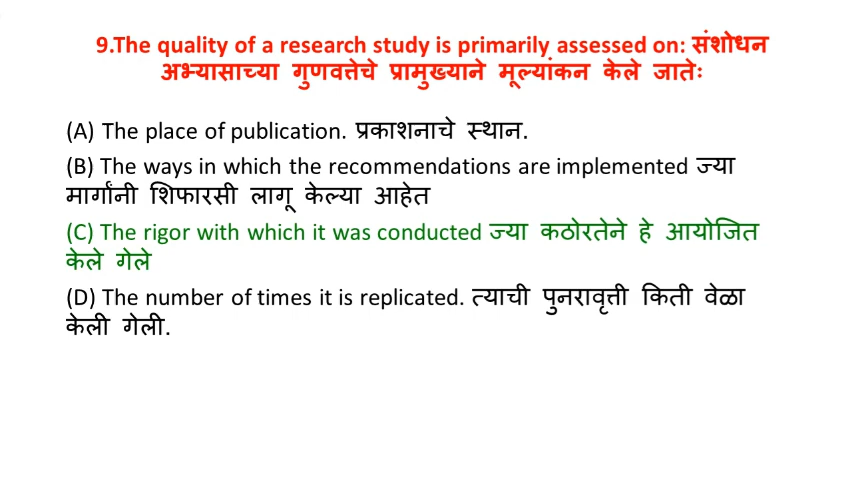 9.The quality of a research study is primarily assessed on: संशोधन
अभ्यासाच्या गुणवत्तेचे प्रामुख्याने मूल्यांकन केले जातेः
(A) The place of publication. प्रकाशनाचे स्थान.
(B) The ways in which the recommendations are implemented ज्या
मार्गांनी शिफारसी लागू केल्या आहेत
(C) The rigor with which it was conducted ज्या कठोरतेने हे आयोजित
केले गेले
(D) The number of times it is replicated. त्याची पुनरावृत्ती किती वेळा
केली गेली.